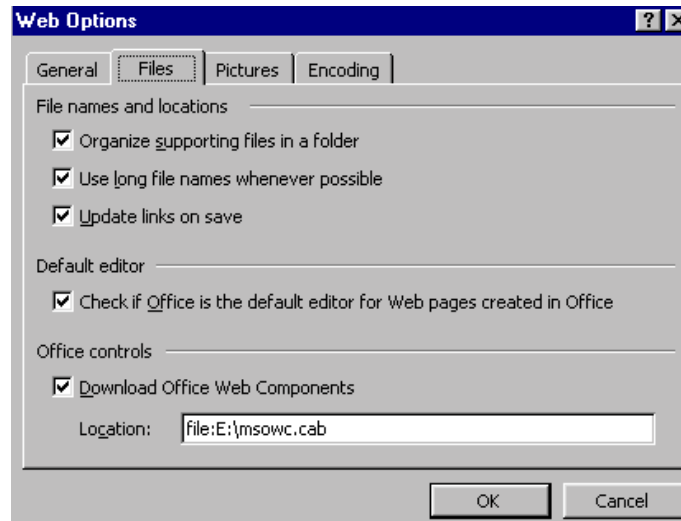 Web Options
General Files Pictures Encoding
File names and locations
Organize supporting files in a folder
Use long file names whenever possible
Update links on save
Default editor
Check if Office is the default editor for Web pages created in Office
Office controls
Download Office Web Components
Location: file:E:\msowc.cab
OK Cancel